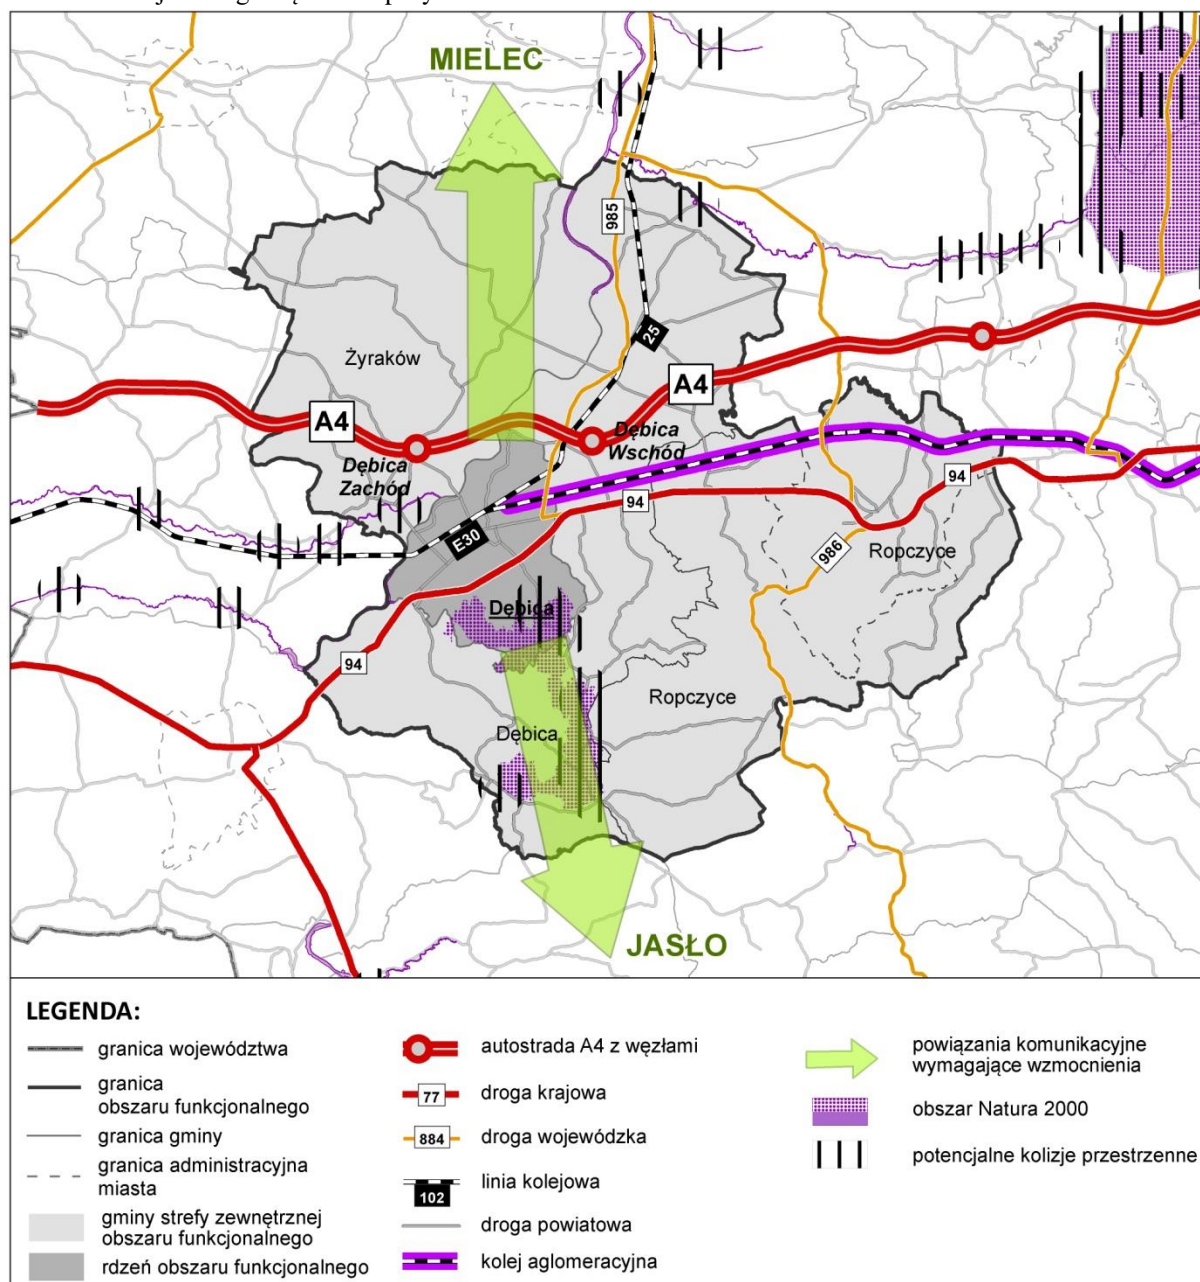 MIELEC
985
25
Żyraków
A4
A4
Dębica
Wschód
Dębica
Zachód
94
94
E30
986
Ropczyce
Dębica
94
Ropczyce
Dębica
JASŁO
LEGENDA:
granica województwa
granica
obszaru funkcjonalnego
granica gminy
granica administracyjna
miasta
gminy strefy zewnętrznej
obszaru funkcjonalnego
rdzeń obszaru funkcjonalnego
autostrada A4 z węzłami
77
droga krajowa
884
droga wojewódzka
linia kolejowa
102
droga powiatowa
kolej aglomeracyjna
powiązania komunikacyjne
wymagające wzmocnienia
obszar Natura 2000
potencjalne kolizje przestrzenne